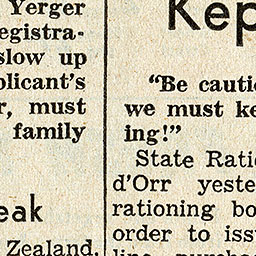 Yerger
egistra-
slow up
plicant's
r, must
family
eak
Zealand.
Kep
"Be cautio
we must ke
ing!"
State Ratio
d'Orr yeste
rationing bo
order to iss